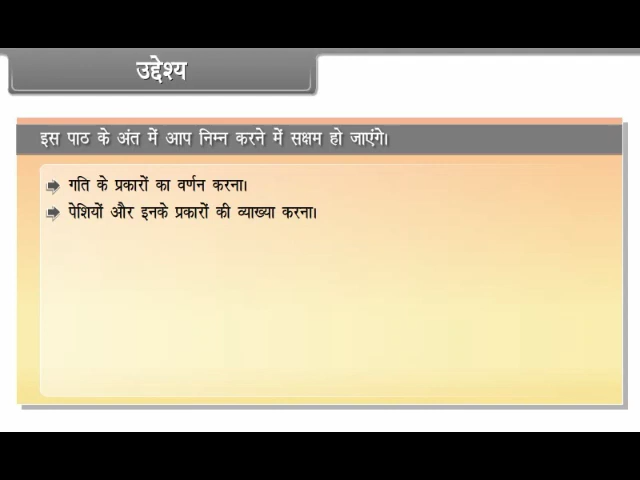 उद्देश्य
इस पाठ के अंत में आप निम्न करने में सक्षम हो जाएंगे।
गति के प्रकारों का वर्णन करना।
पेशियों और इनके प्रकारों की व्याख्या करना।